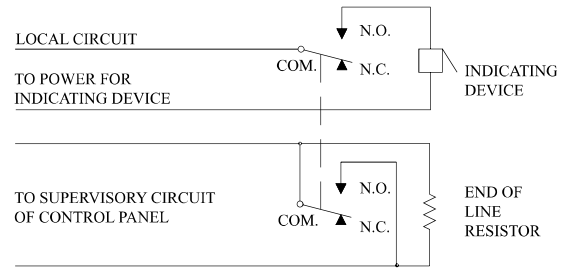 LOCAL CIRCUIT
N.O.
COM.
N.C.
TO POWER FOR
INDICATING DEVICE
INDICATING
DEVICE
TO SUPERVISORY CIRCUIT
OF CONTROL PANEL
N.O.
COM.
N.C.
END OF
LINE
RESISTOR